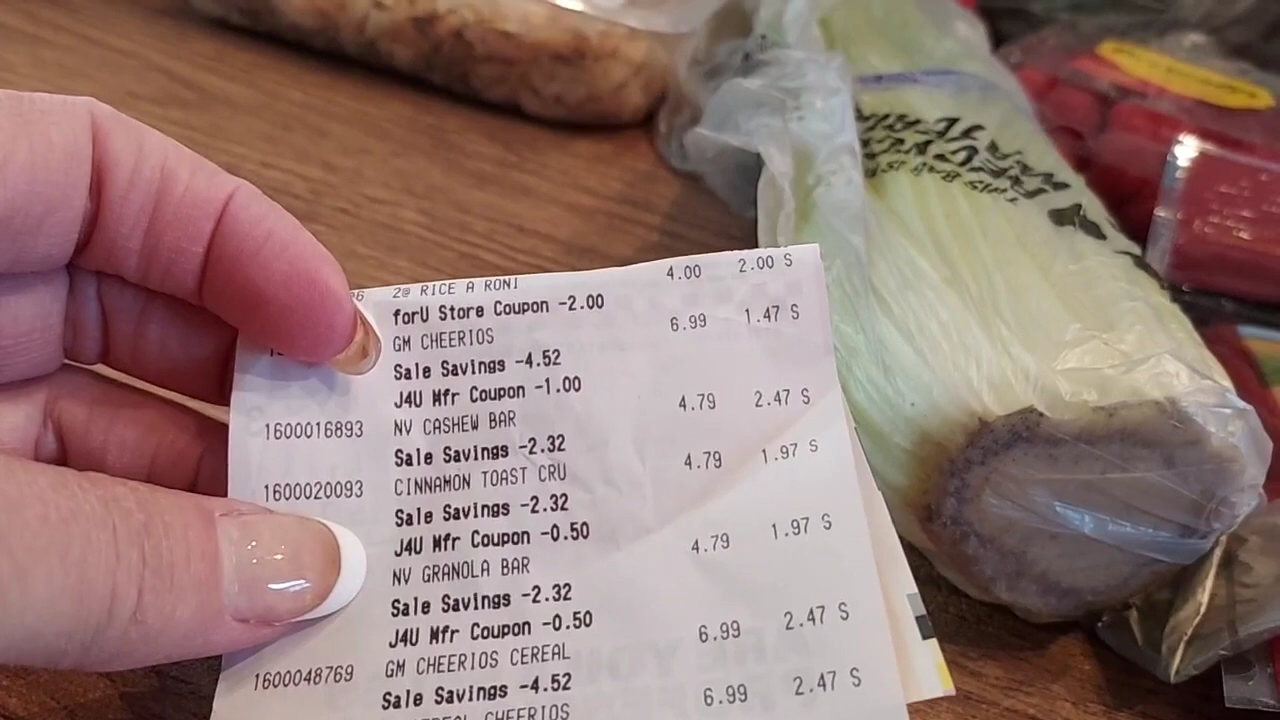 2@ RICE A RONI 4.00 2.00 S
forU Store Coupon -2.00
GM CHEERIOS 6.99 1.47 S
Sale Savings -4.52
J4U Mfr Coupon -1.00
1600016893 NV CASHEW BAR 4.79 2.47 S
Sale Savings -2.32
1600020093 CINNAMON TOAST CRU 4.79 1.97 S
Sale Savings -2.32
J4U Mfr Coupon -0.50
NV GRANOLA BAR 4.79 1.97 S
Sale Savings -2.32
J4U Mfr Coupon -0.50
1600048769 GM CHEERIOS CEREAL 6.99 2.47 S
Sale Savings -4.52
CHEERIOS 6.99 2.47 S
THIS BAG IS